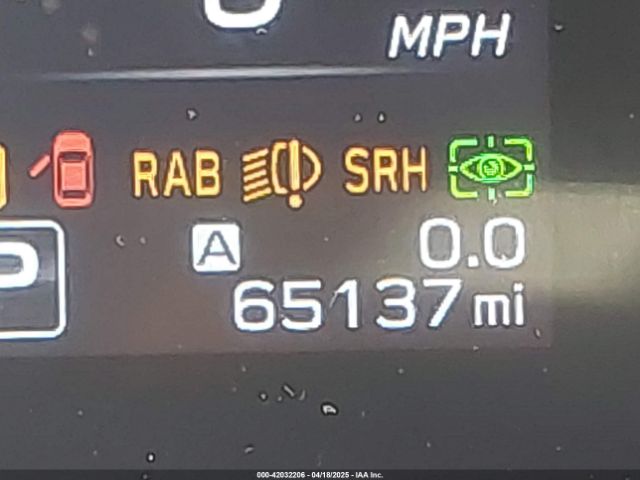 MPH
RAB SRH
P A 0.0
65137 mi
000-42032206 - 04/18/2025 - IAA Inc.